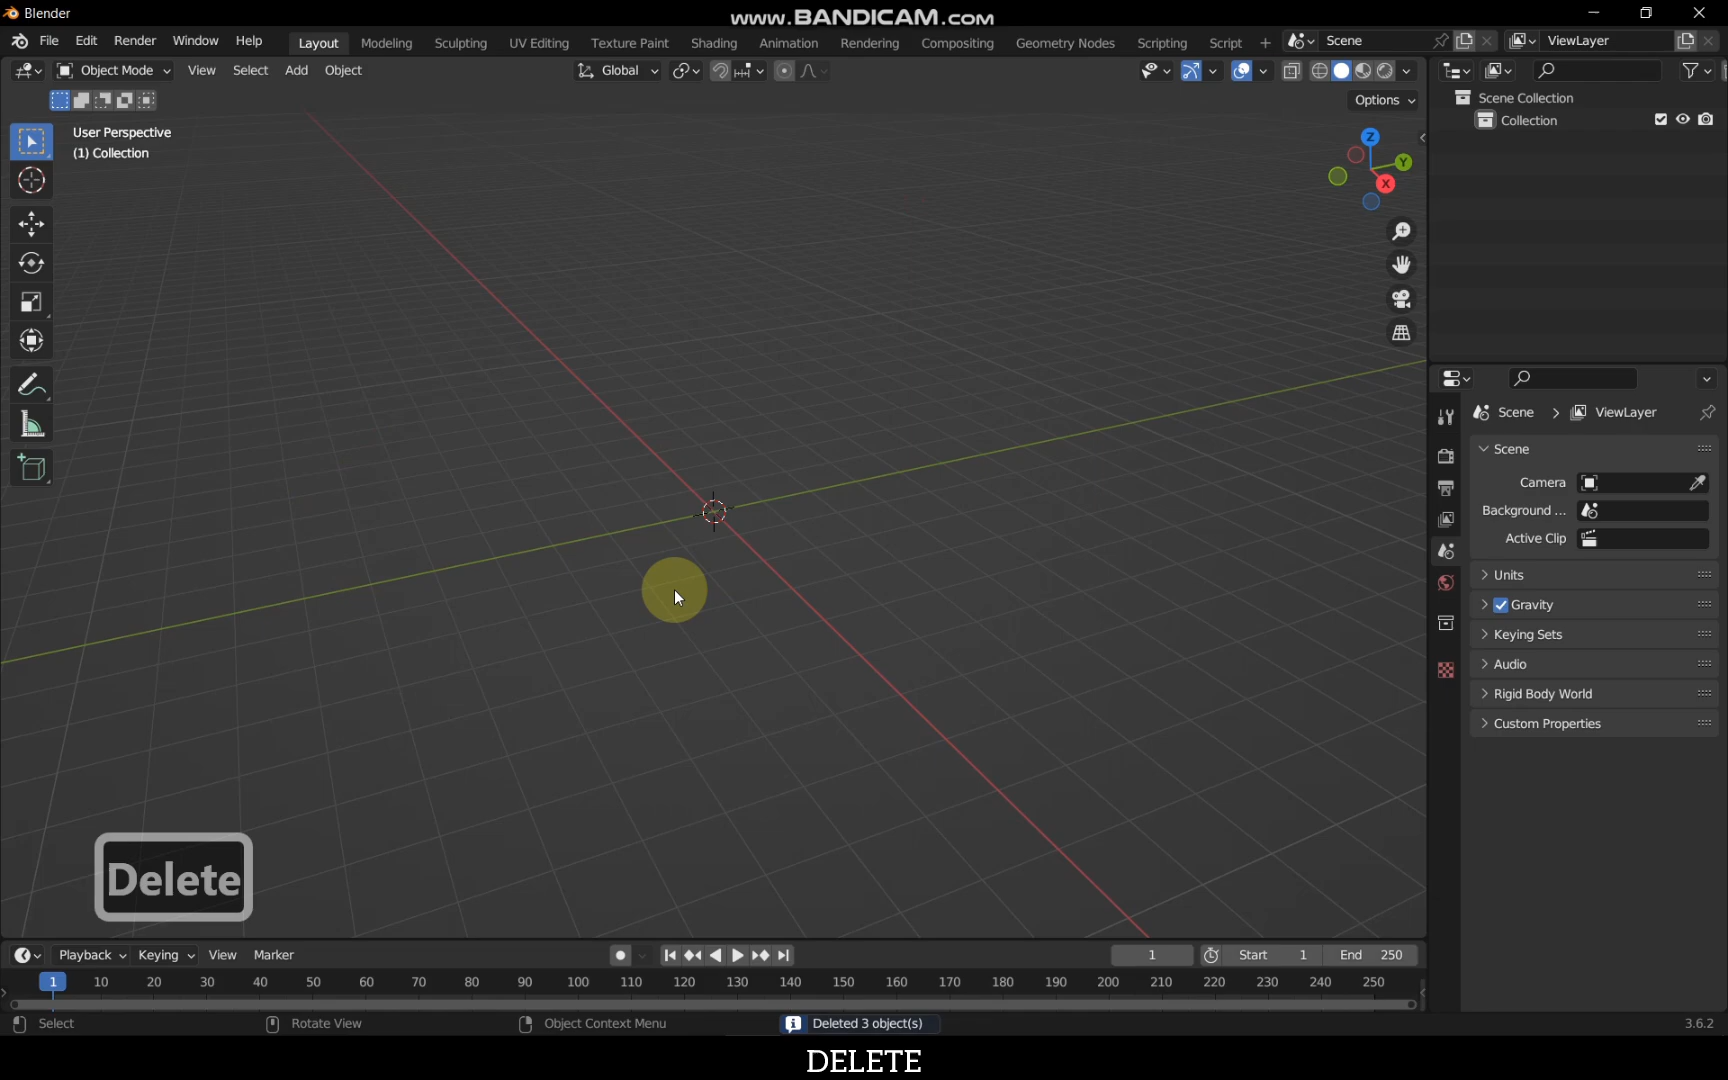 Blender
www.BANDICAM.com
File Edit Render Window Help
Layout Modeling Sculpting UV Editing Texture Paint Shading Animation Rendering Compositing Geometry Nodes Scripting Script +
Scene
ViewLayer
Object Mode View Select Add Object
Global
Options
User Perspective
(1) Collection
Z
Y
X
Scene Collection
Collection
Scene > ViewLayer
Scene
Camera
Background ...
Active Clip
Units
Gravity
Keying Sets
Audio
Rigid Body World
Custom Properties
Delete
Playback Keying View Marker
1
Start 1
End 250
1 10 20 30 40 50 60 70 80 90 100 110 120 130 140 150 160 170 180 190 200 210 220 230 240 250
Select
Rotate View
Object Context Menu
Deleted 3 object(s)
3.6.2
DELETE